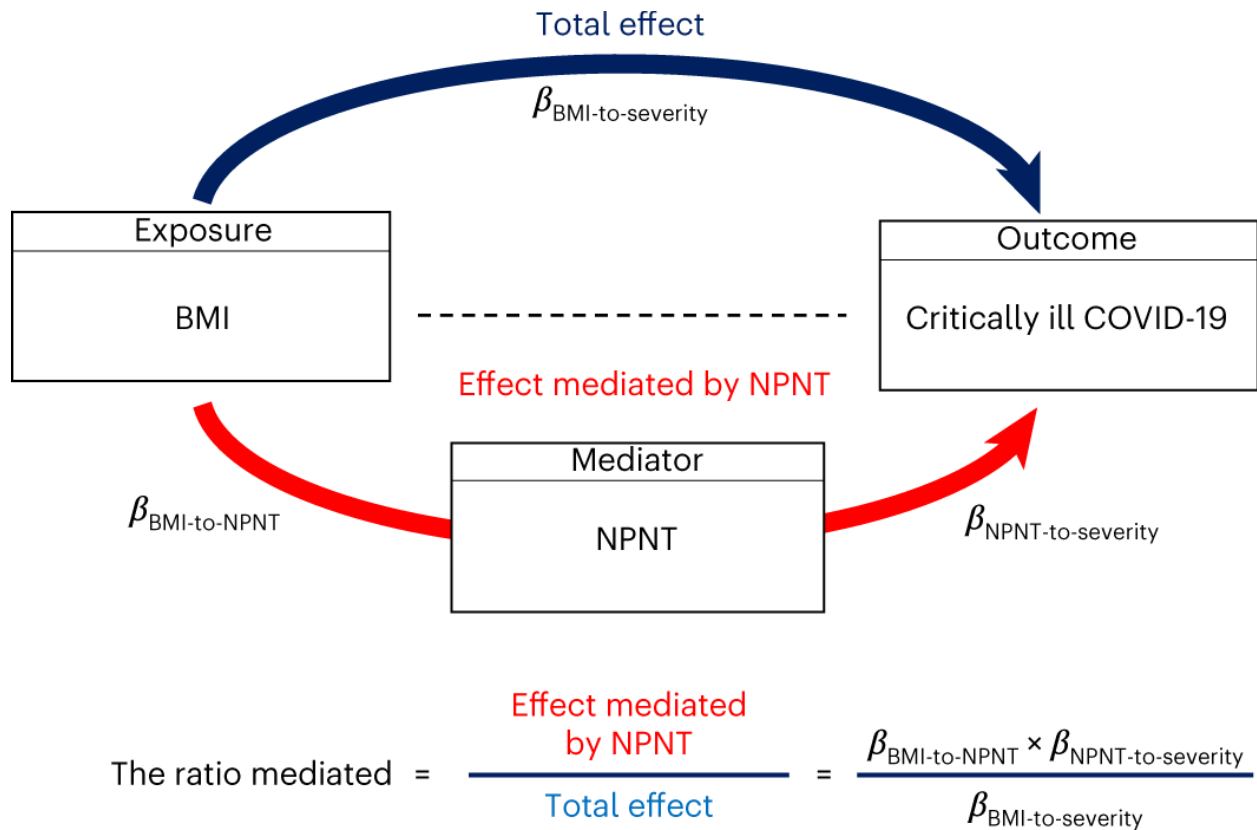 Total effect
βBMI-to-severity
Exposure
BMI
Outcome
Critically ill COVID-19
Effect mediated by NPNT
Mediator
NPNT
βBMI-to-NPNT
βNPNT-to-severity
The ratio mediated = Effect mediated
by NPNT
Total effect
= βBMI-to-NPNT × βNPNT-to-severity
βBMI-to-severity